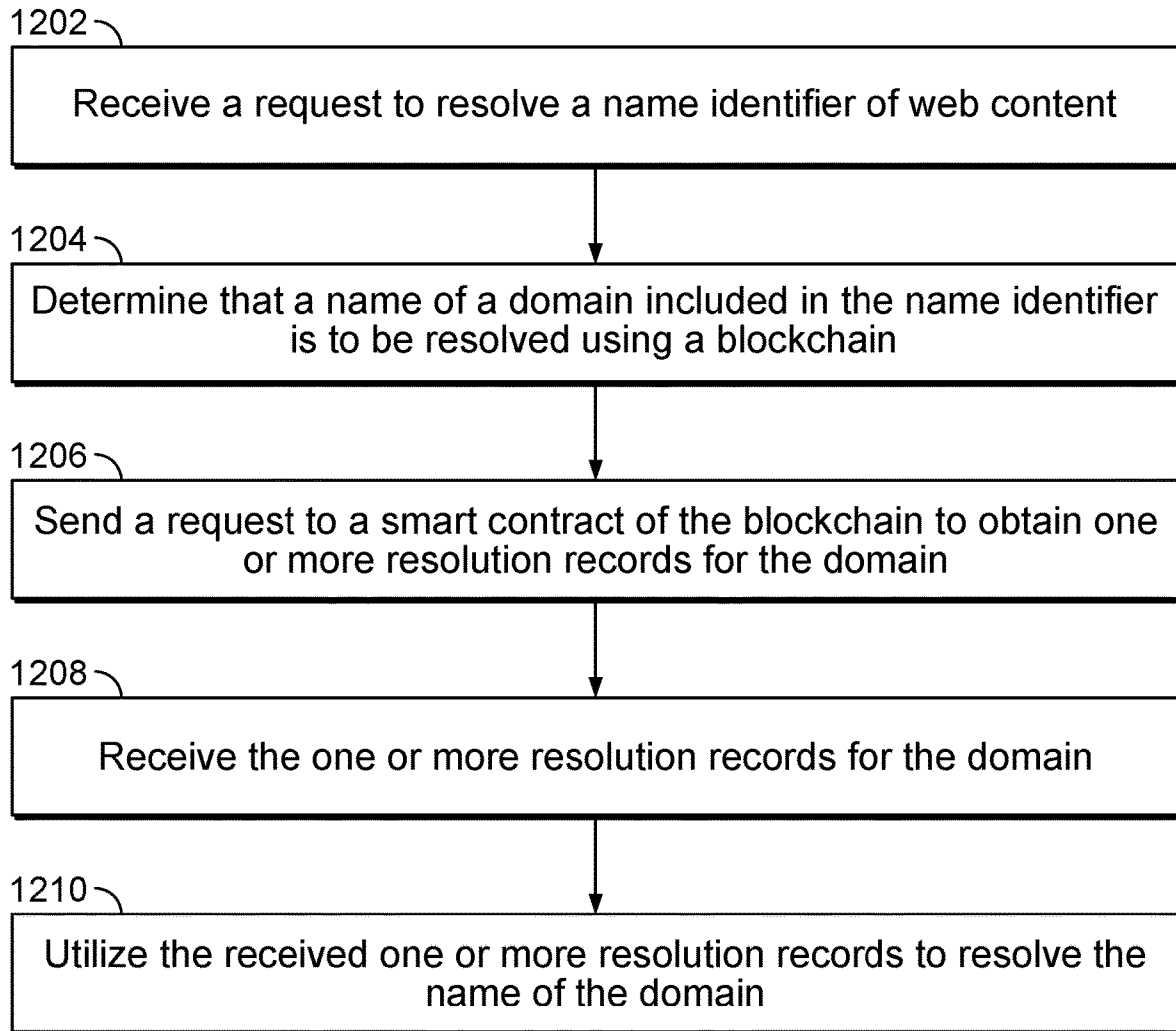 1202
Receive a request to resolve a name identifier of web content
1204
Determine that a name of a domain included in the name identifier
is to be resolved using a blockchain
1206
Send a request to a smart contract of the blockchain to obtain one
or more resolution records for the domain
1208
Receive the one or more resolution records for the domain
1210
Utilize the received one or more resolution records to resolve the
name of the domain